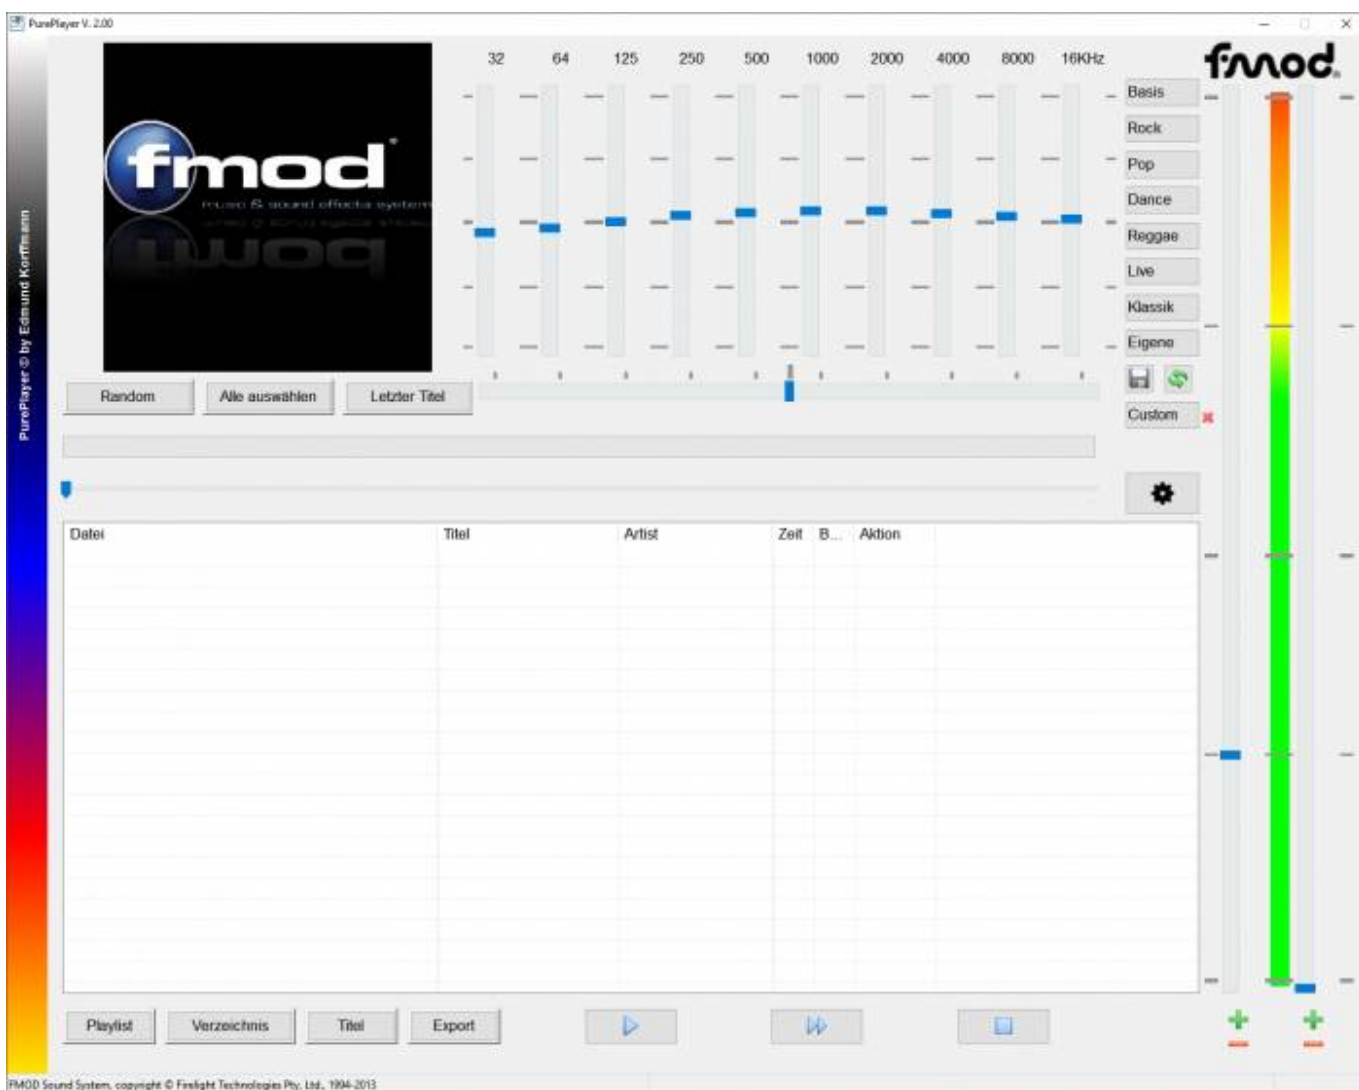 PurePlayer V. 2.00
PurePlayer © by Edmund Korffmann
fmod®
music & sound effects system
32 64 125 250 500 1000 2000 4000 8000 16KHz
fmod®
Basis
Rock
Pop
Dance
Reggae
Live
Klassik
Eigene
Custom
Random Alle auswählen Letzter Titel
Datei Titel Artist Zeit B... Aktion
Playlist Verzeichnis Titel Export
FMOD Sound System, copyright © Firelight Technologies Pty, Ltd., 1994-2013